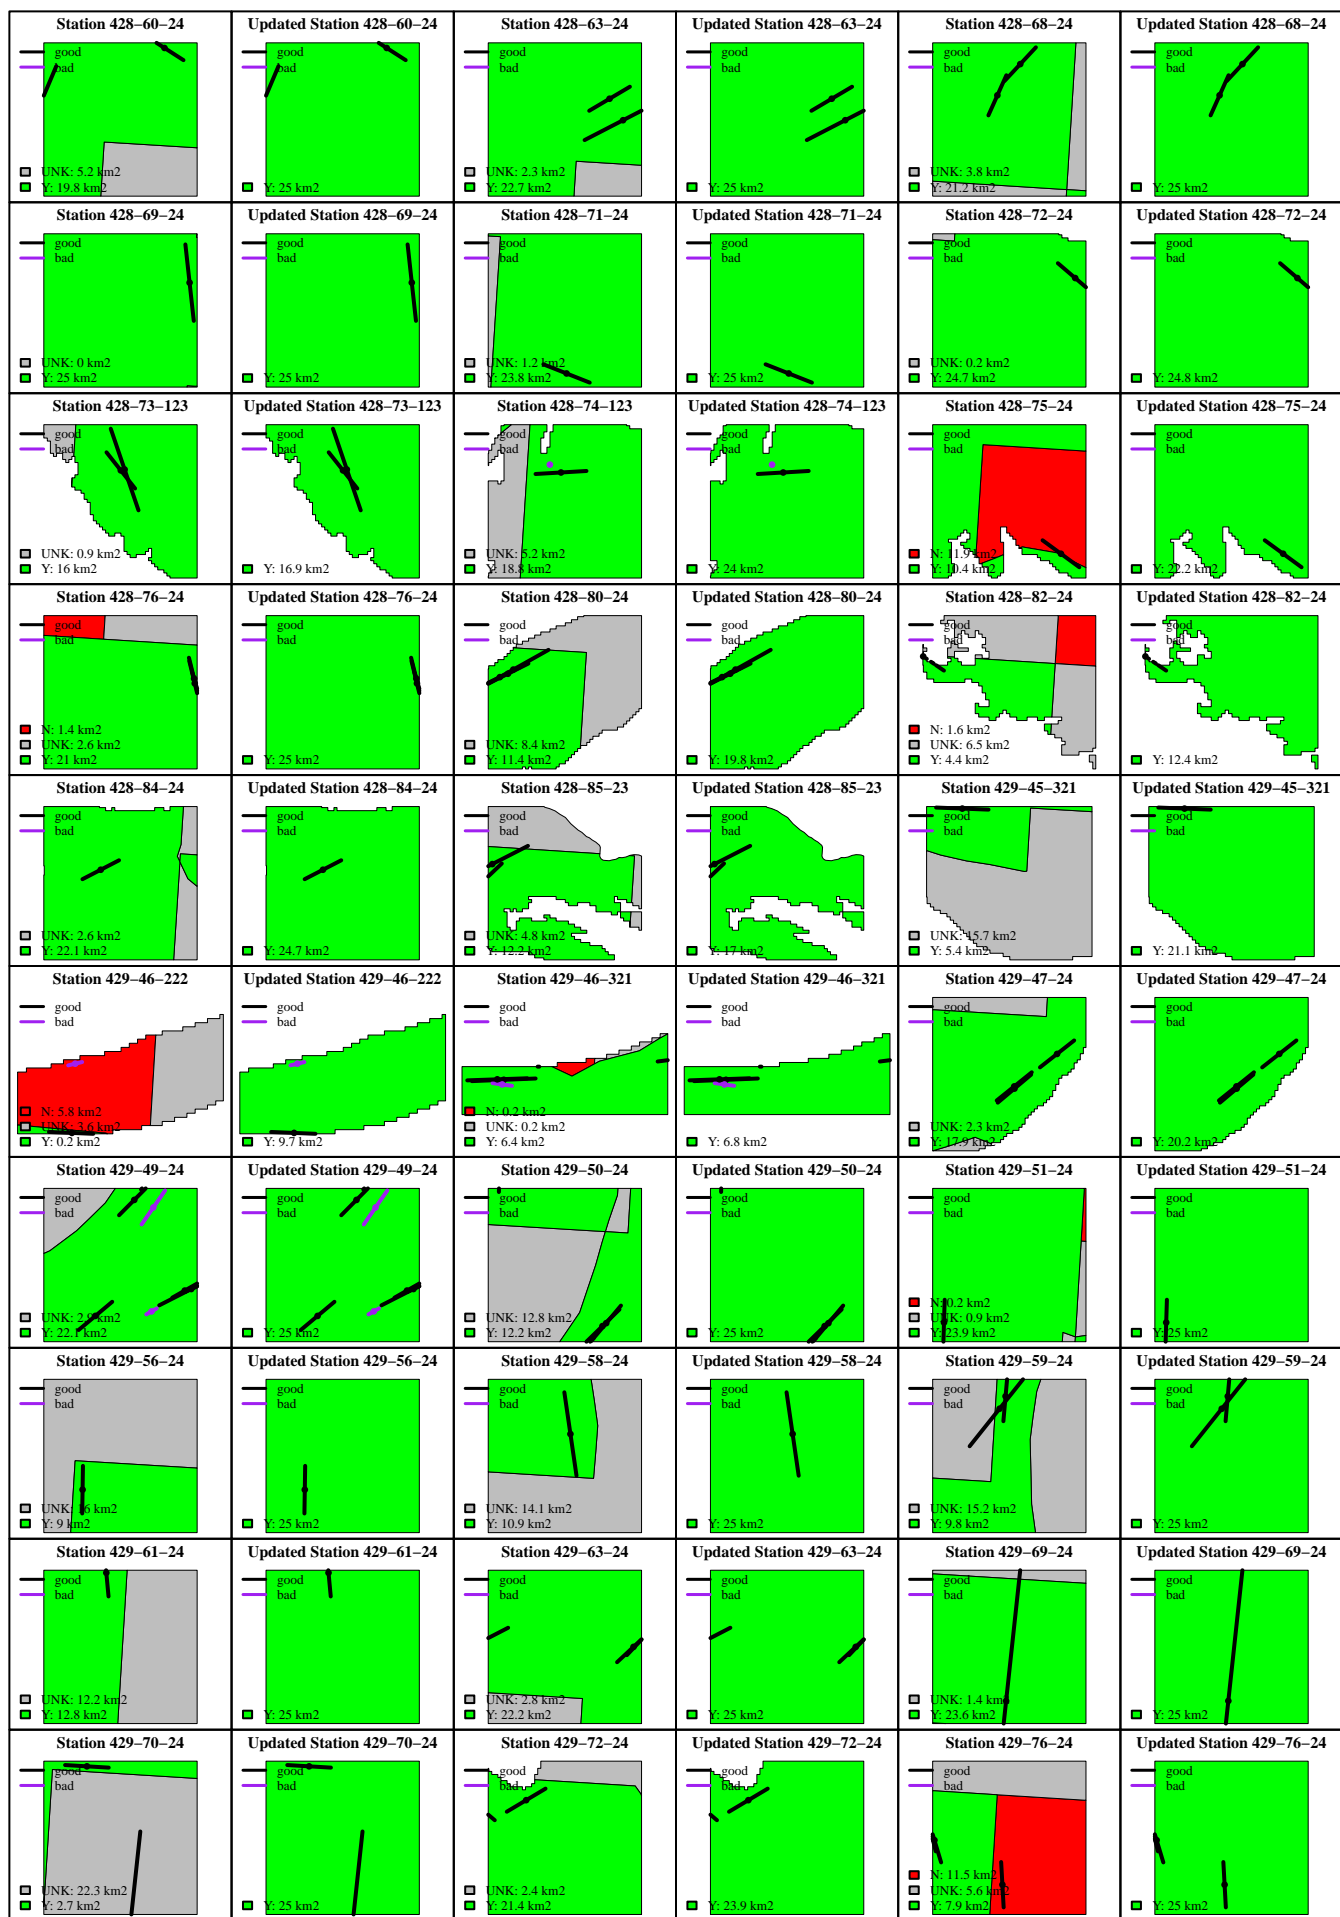 Station 428−60−24
good
bad
UNK: 5.2 km2
Y: 19.8 km2
Updated Station 428−60−24
good
bad
Y: 25 km2
Station 428−63−24
good
bad
UNK: 2.3 km2
Y: 22.7 km2
Updated Station 428−63−24
good
bad
Y: 25 km2
Station 428−68−24
good
bad
UNK: 3.8 km2
Y: 21.2 km2
Updated Station 428−68−24
good
bad
Y: 25 km2
Station 428−69−24
good
bad
UNK: 0 km2
Y: 25 km2
Updated Station 428−69−24
good
bad
Y: 25 km2
Station 428−71−24
good
bad
UNK: 1.2 km2
Y: 23.8 km2
Updated Station 428−71−24
good
bad
Y: 25 km2
Station 428−72−24
good
bad
UNK: 0.2 km2
Y: 24.7 km2
Updated Station 428−72−24
good
bad
Y: 24.8 km2
Station 428−73−123
good
bad
UNK: 0.9 km2
Y: 16 km2
Updated Station 428−73−123
good
bad
Y: 16.9 km2
Station 428−74−123
good
bad
UNK: 5.2 km2
Y: 18.8 km2
Updated Station 428−74−123
good
bad
Y: 24 km2
Station 428−75−24
good
bad
N: 11.9 km2
Y: 10.4 km2
Updated Station 428−75−24
good
bad
Y: 22.2 km2
Station 428−76−24
good
bad
N: 1.4 km2
UNK: 2.6 km2
Y: 21 km2
Updated Station 428−76−24
good
bad
Y: 25 km2
Station 428−80−24
good
bad
UNK: 8.4 km2
Y: 11.4 km2
Updated Station 428−80−24
good
bad
Y: 19.8 km2
Station 428−82−24
good
bad
N: 1.6 km2
UNK: 6.5 km2
Y: 4.4 km2
Updated Station 428−82−24
good
bad
Y: 12.4 km2
Station 428−84−24
good
bad
UNK: 2.6 km2
Y: 22.1 km2
Updated Station 428−84−24
good
bad
Y: 24.7 km2
Station 428−85−23
good
bad
UNK: 4.8 km2
Y: 12.2 km2
Updated Station 428−85−23
good
bad
Y: 17 km2
Station 429−45−321
good
bad
UNK: 15.7 km2
Y: 5.4 km2
Updated Station 429−45−321
good
bad
Y: 21.1 km2
Station 429−46−222
good
bad
N: 5.8 km2
UNK: 3.6 km2
Y: 0.2 km2
Updated Station 429−46−222
good
bad
Y: 9.7 km2
Station 429−46−321
good
bad
N: 0.2 km2
UNK: 0.2 km2
Y: 6.4 km2
Updated Station 429−46−321
good
bad
Y: 6.8 km2
Station 429−47−24
good
bad
UNK: 2.3 km2
Y: 17.9 km2
Updated Station 429−47−24
good
bad
Y: 20.2 km2
Station 429−49−24
good
bad
UNK: 2.9 km2
Y: 22.1 km2
Updated Station 429−49−24
good
bad
Y: 25 km2
Station 429−50−24
good
bad
UNK: 12.8 km2
Y: 12.2 km2
Updated Station 429−50−24
good
bad
Y: 25 km2
Station 429−51−24
good
bad
N: 0.2 km2
UNK: 0.9 km2
Y: 23.9 km2
Updated Station 429−51−24
good
bad
Y: 25 km2
Station 429−56−24
good
bad
UNK: 16 km2
Y: 9 km2
Updated Station 429−56−24
good
bad
Y: 25 km2
Station 429−58−24
good
bad
UNK: 14.1 km2
Y: 10.9 km2
Updated Station 429−58−24
good
bad
Y: 25 km2
Station 429−59−24
good
bad
UNK: 15.2 km2
Y: 9.8 km2
Updated Station 429−59−24
good
bad
Y: 25 km2
Station 429−61−24
good
bad
UNK: 12.2 km2
Y: 12.8 km2
Updated Station 429−61−24
good
bad
Y: 25 km2
Station 429−63−24
good
bad
UNK: 2.8 km2
Y: 22.2 km2
Updated Station 429−63−24
good
bad
Y: 25 km2
Station 429−69−24
good
bad
UNK: 1.4 km2
Y: 23.6 km2
Updated Station 429−69−24
good
bad
Y: 25 km2
Station 429−70−24
good
bad
UNK: 22.3 km2
Y: 2.7 km2
Updated Station 429−70−24
good
bad
Y: 25 km2
Station 429−72−24
good
bad
UNK: 2.4 km2
Y: 21.4 km2
Updated Station 429−72−24
good
bad
Y: 23.9 km2
Station 429−76−24
good
bad
N: 11.5 km2
UNK: 5.6 km2
Y: 7.9 km2
Updated Station 429−76−24
good
bad
Y: 25 km2